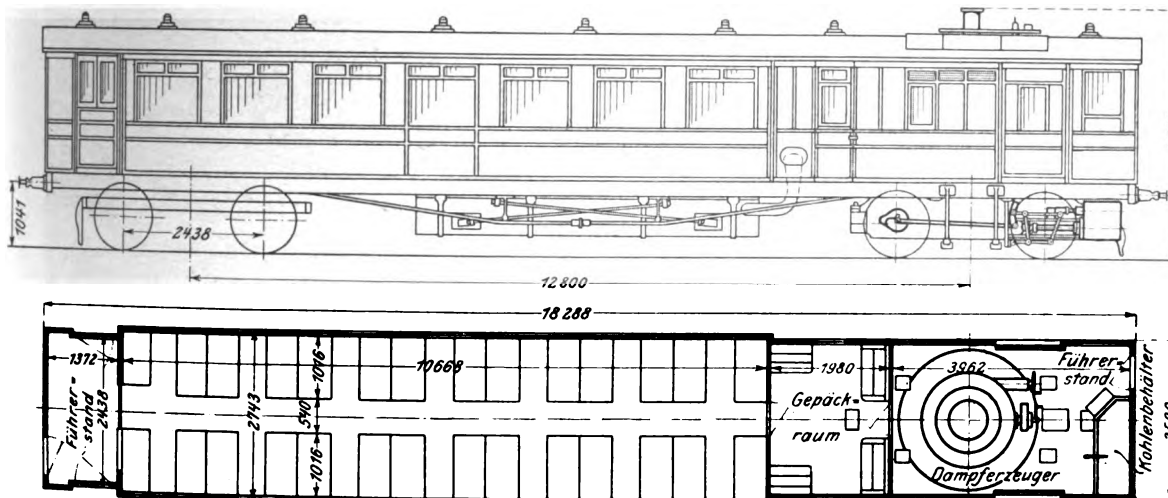 1041
2438
12800
18288
1372
10668
1980
3962
Führer=
stand
2438
2743
1016
540
1016
Gepäck=
raum
Führer=
stand
Dampferzeuger
Kohlenbehälter